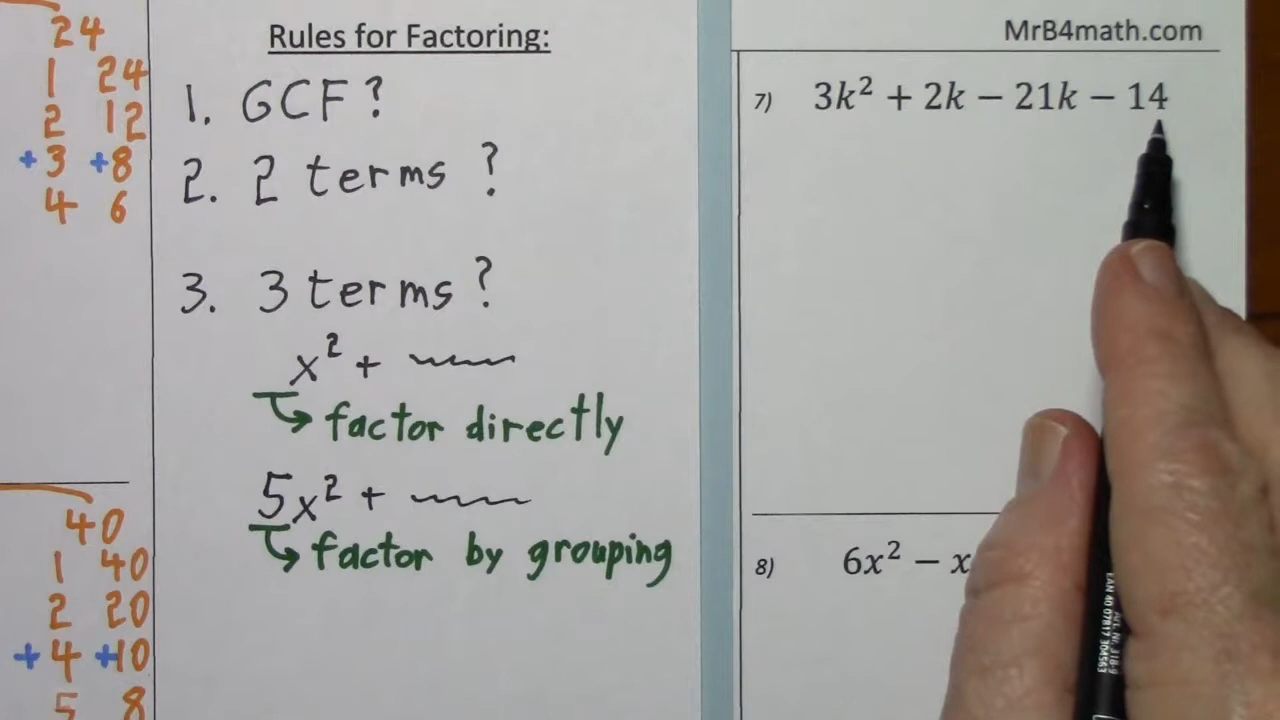 24
1 24
2 12
+3 +8
4 6
40
1 40
2 20
+4 +10
5 8
Rules for Factoring:
1. GCF?
2. 2 terms ?
3. 3 terms ?
x² +
→ factor directly
5x² +
→ factor by grouping
MrB4math.com
7) 3k² + 2k − 21k − 14
8) 6x² − x